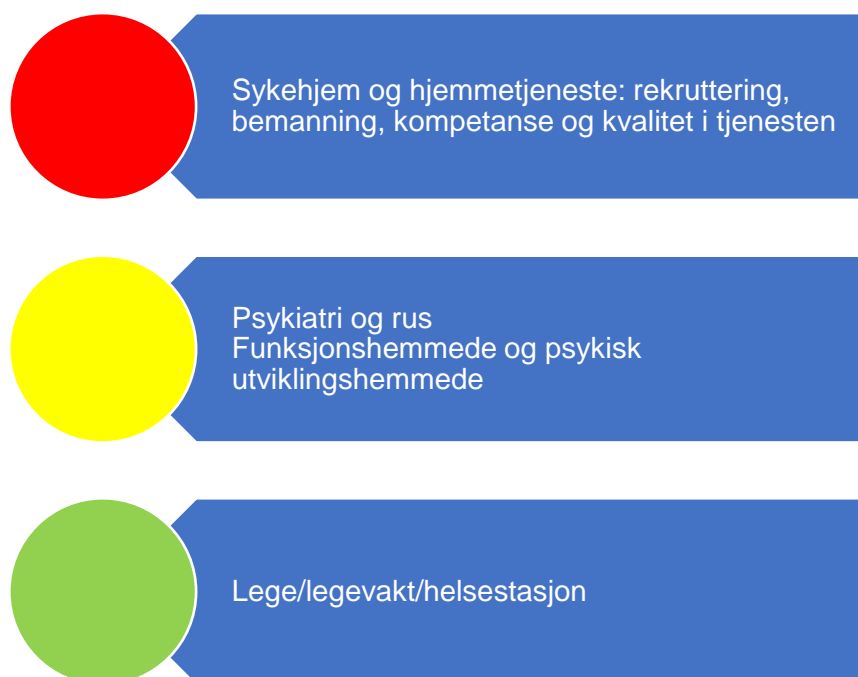 Sykehjem og hjemmetjeneste: rekruttering,
bemanning, kompetanse og kvalitet i tjenesten
Psykiatri og rus
Funksjonshemmede og psykisk
utviklingshemmede
Lege/legevakt/helsestasjon